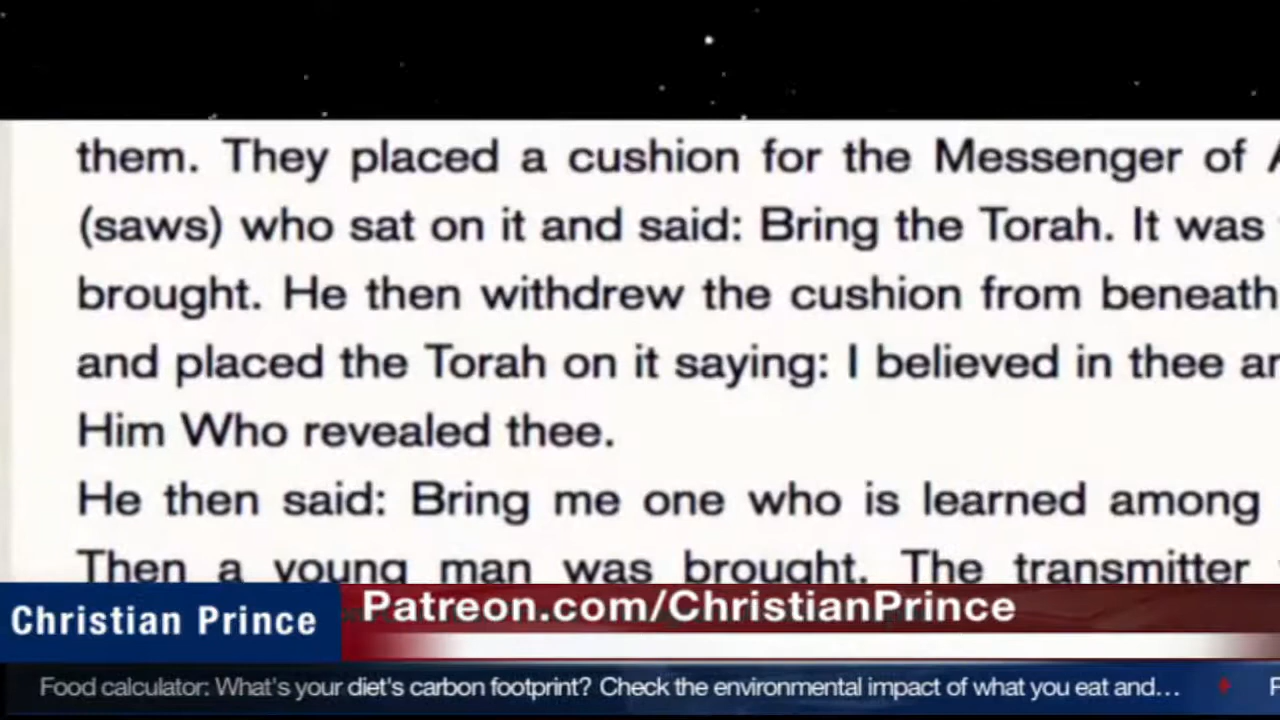 them. They placed a cushion for the Messenger of
(saws) who sat on it and said: Bring the Torah. It was
brought. He then withdrew the cushion from beneath
and placed the Torah on it saying: I believed in thee
Him Who revealed thee.
He then said: Bring me one who is learned among
Then a young man was brought. The transmitter
Christian Prince
Patreon.com/ChristianPrince
Food calculator: What's your diet's carbon footprint? Check the environmental impact of what you eat and…